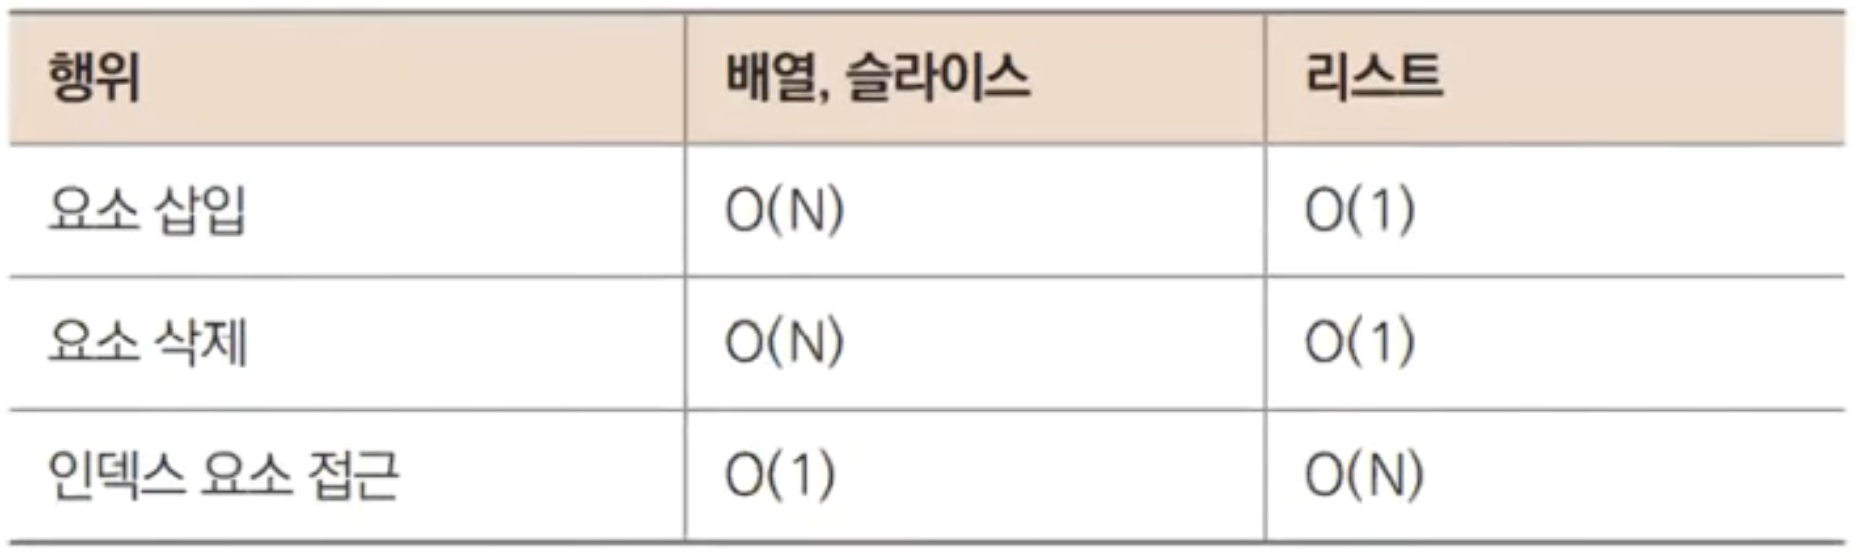 행위 배열, 슬라이스 리스트
요소 삽입 O(N) O(1)
요소 삭제 O(N) O(1)
인덱스 요소 접근 O(1) O(N)